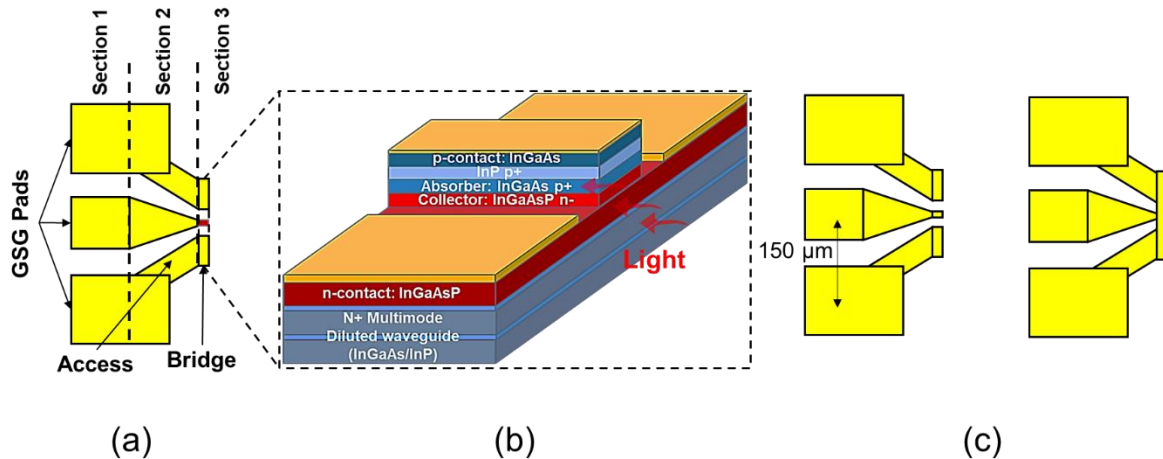 Section 1
Section 2
Section 3
GSG Pads
Access
Bridge
p-contact: InGaAs
InP p+
Absorber: InGaAs p+
Collector: InGaAsP n-
Light
n-contact: InGaAsP
N+ Multimode
Diluted waveguide
(InGaAs/InP)
150 µm
(a)
(b)
(c)